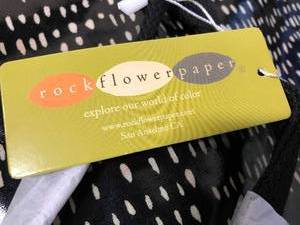 rockflowerpaper®
explore our world of color
www.rockflowerpaper.com
San Anselmo CA